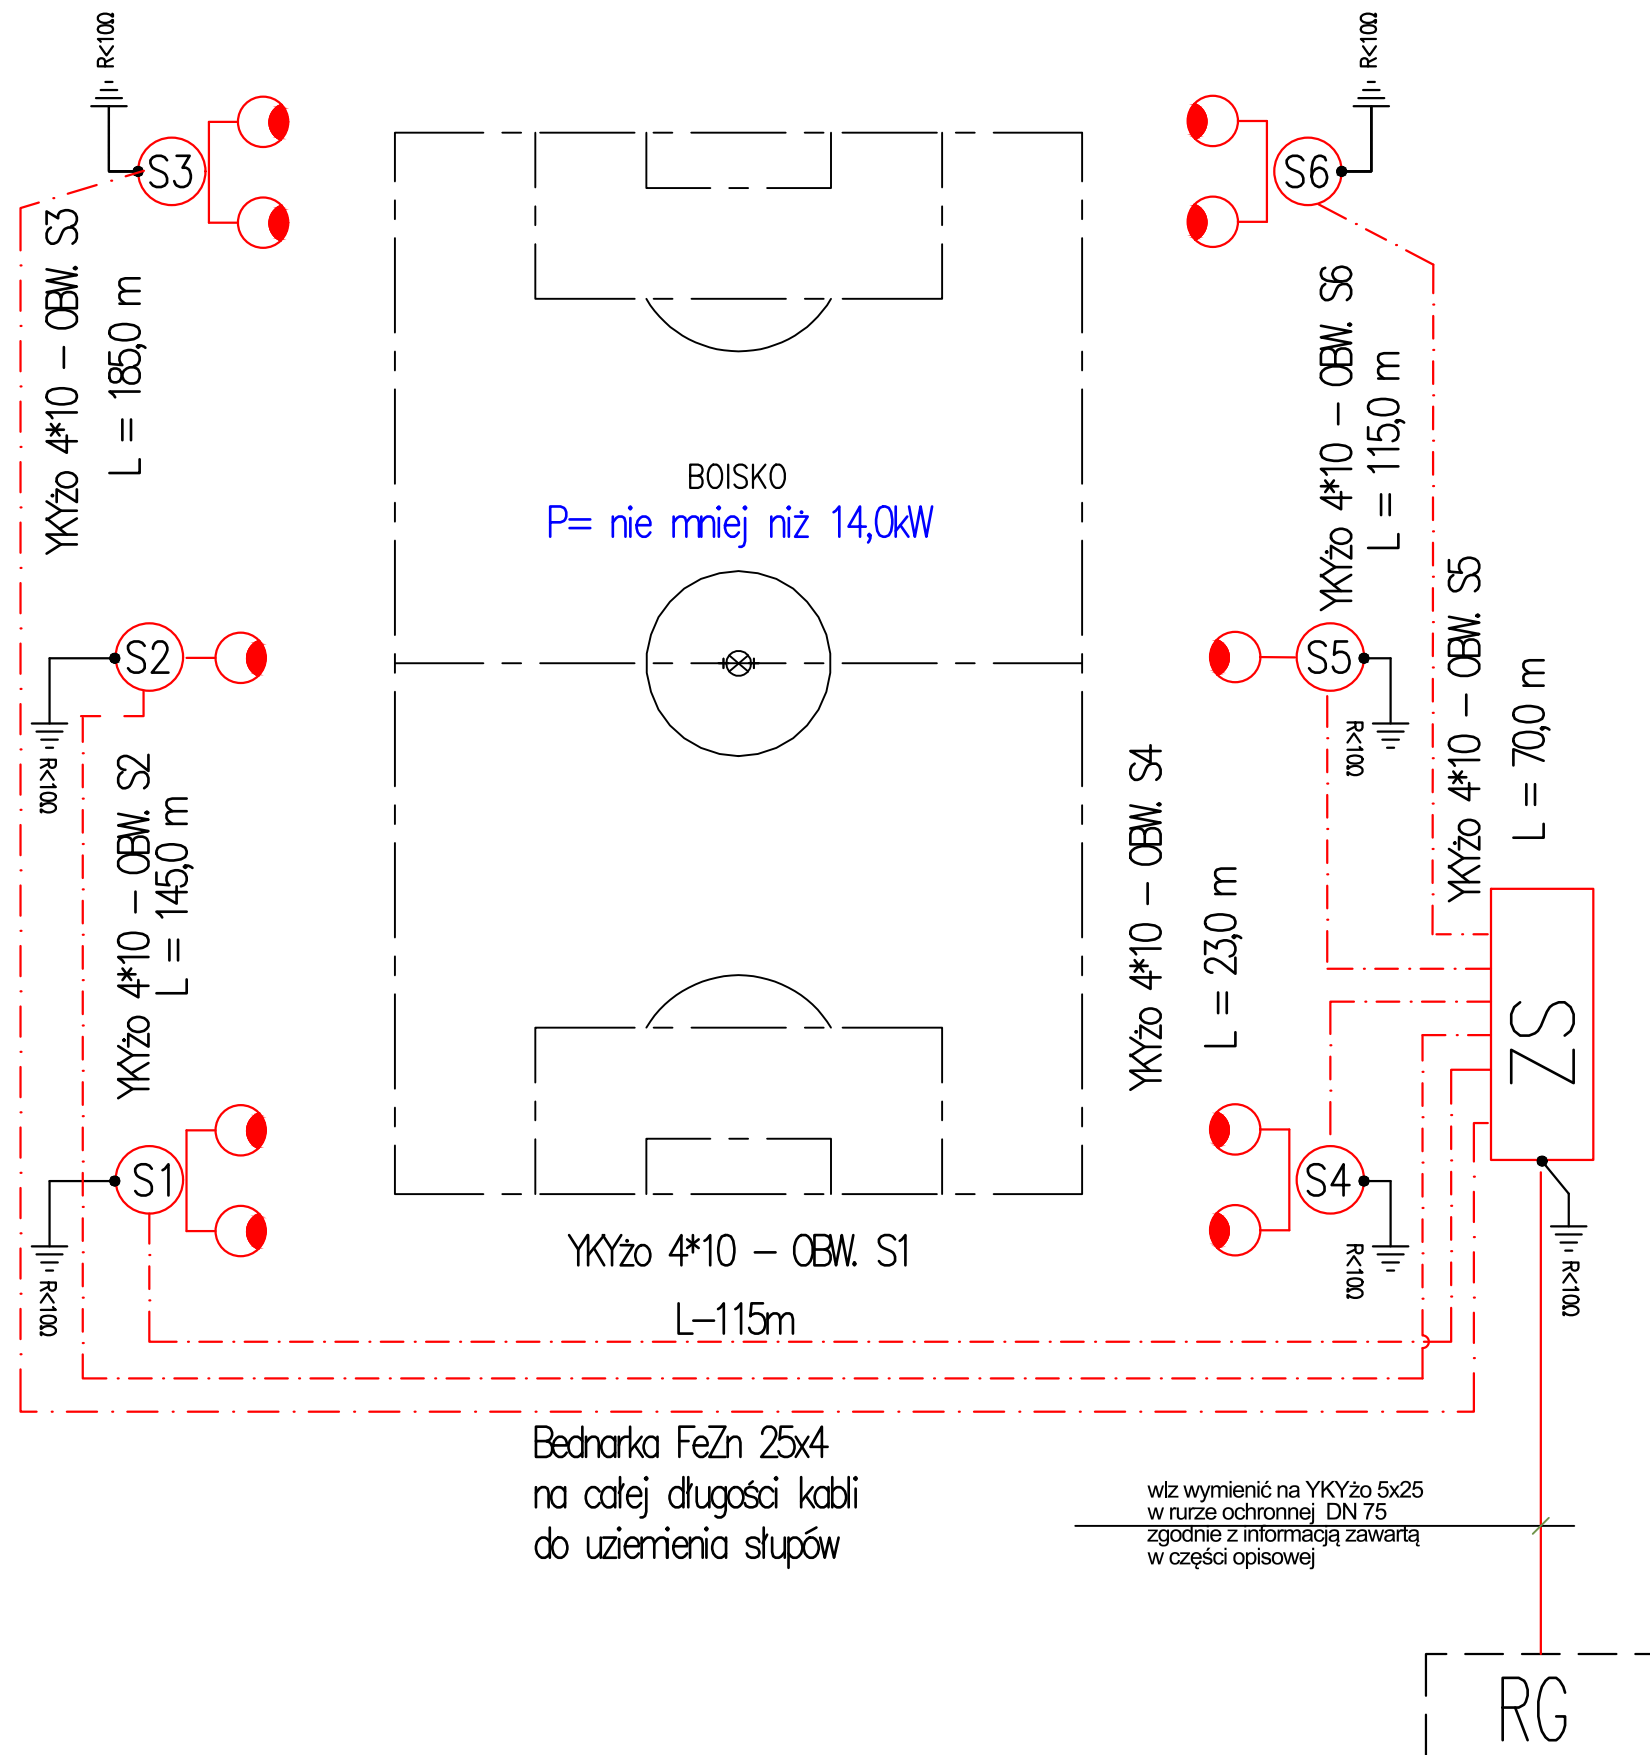 R<10Ω
R<10Ω
S3
S6
YKYżo 4*10 – OBW. S3
L = 185,0 m
YKYżo 4*10 – OBW. S6
L = 115,0 m
BOISKO
P= nie mniej niż 14,0kW
S2
S5
R<10Ω
R<10Ω
YKYżo 4*10 – OBW. S5
L = 70,0 m
YKYżo 4*10 – OBW. S2
L = 145,0 m
YKYżo 4*10 – OBW. S4
L = 23,0 m
ZS
S1
S4
R<10Ω
R<10Ω
R<10Ω
YKYżo 4*10 – OBW. S1
L–115m
Bednarka FeZn 25x4
na całej długości kabli
do uziemienia słupów
wlz wymienić na YKYżo 5x25
w rurze ochronnej DN 75
zgodnie z informacją zawartą
w części opisowej
RG